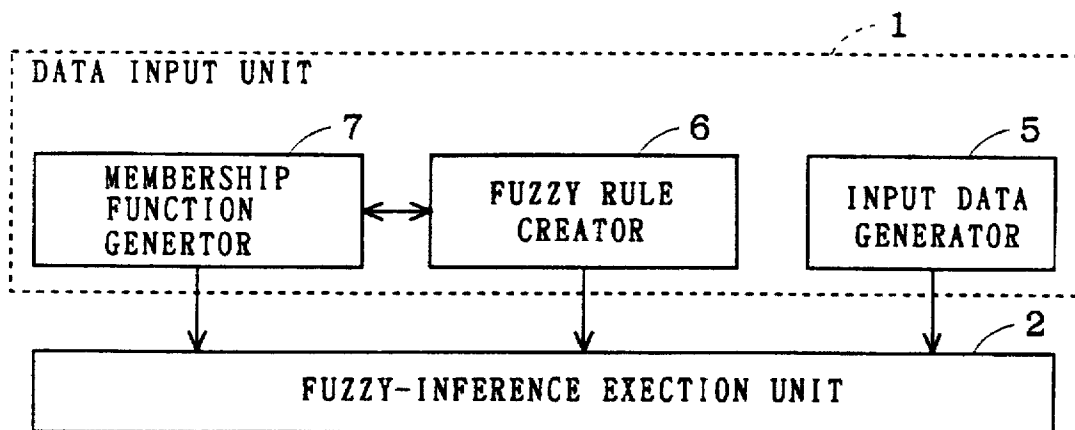 1
DATA INPUT UNIT
7
6
5
MEMBERSHIP
FUNCTION
GENERTOR
FUZZY RULE
CREATOR
INPUT DATA
GENERATOR
2
FUZZY-INFERENCE EXECTION UNIT